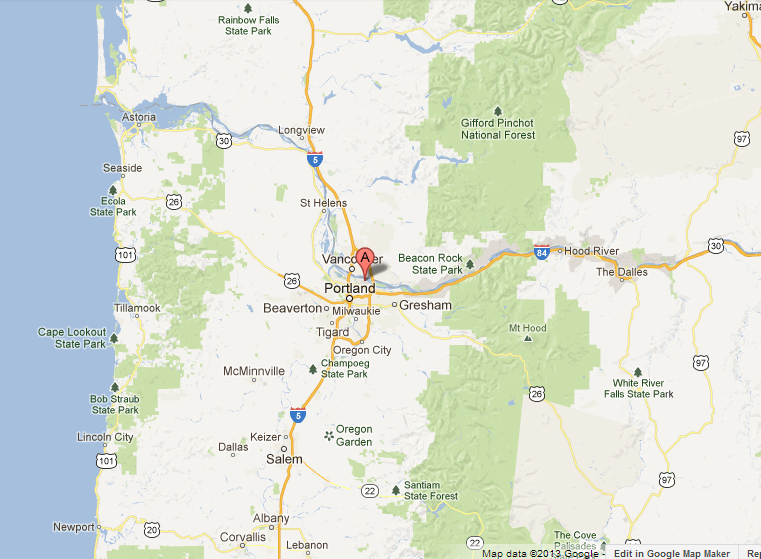 Rainbow Falls
State Park
Yakima
Astoria
30
Longview
Gifford Pinchot
National Forest
97
5
Seaside
Ecola
State Park
26
St Helens
101
Vancouver
A
Beacon Rock
State Park
84
Hood River
30
The Dalles
26
Portland
Tillamook
Beaverton
Milwaukie
Gresham
Cape Lookout
State Park
Tigard
Mt Hood
Oregon City
97
Champoeg
State Park
McMinnville
Bob Straub
State Park
26
White River
Falls State Park
5
Lincoln City
Keizer
Oregon
Garden
101
Dallas
Salem
97
22
Santiam
State Forest
Newport
20
Albany
Corvallis
Lebanon
22
The Cove
Palisades
Map data ©2013 Google -
Edit in Google Map Maker